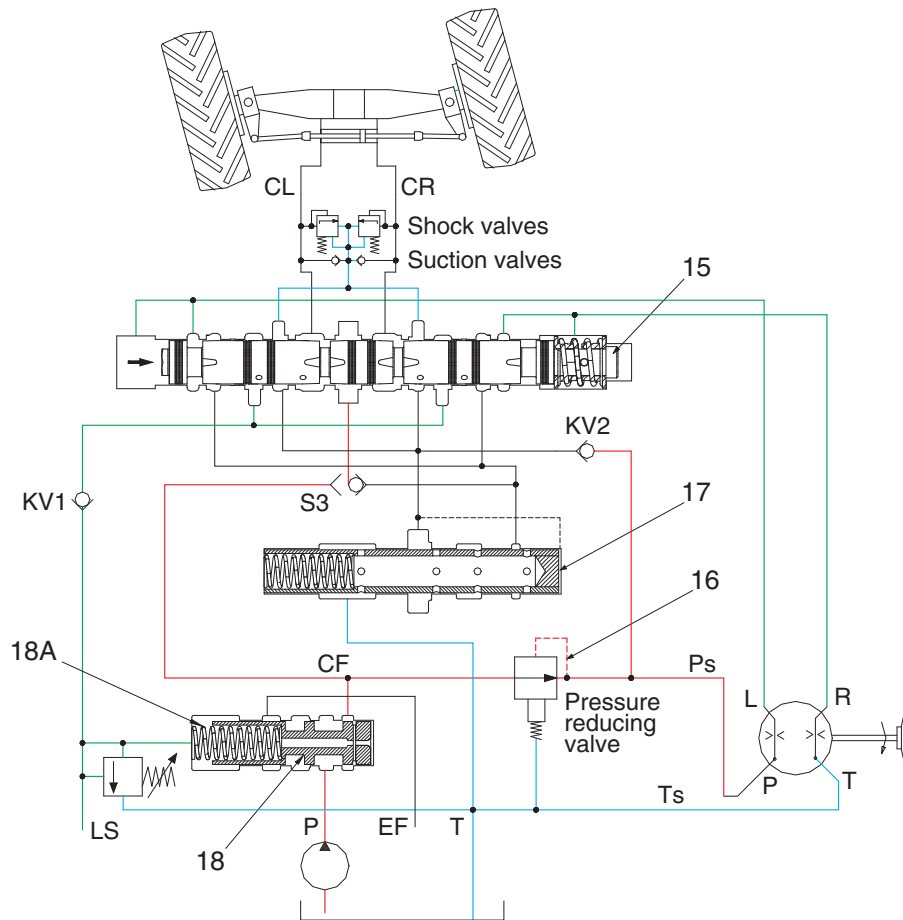 CL
CR
Shock valves
Suction valves
15
KV2
KV1
S3
17
16
18A
CF
Ps
L
R
Pressure
reducing
valve
P
T
Ts
LS
18
P
EF
T